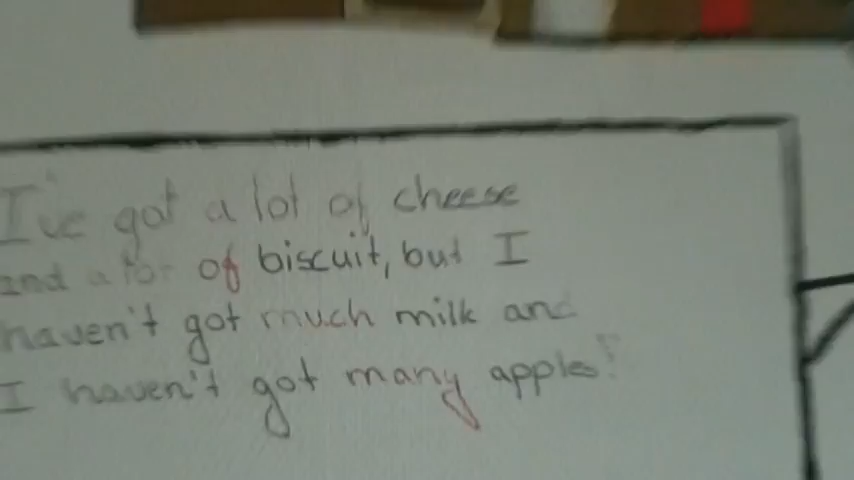 I've got a lot of cheese
and a lot of biscuit, but I
haven't got much milk and
I haven't got many apples!